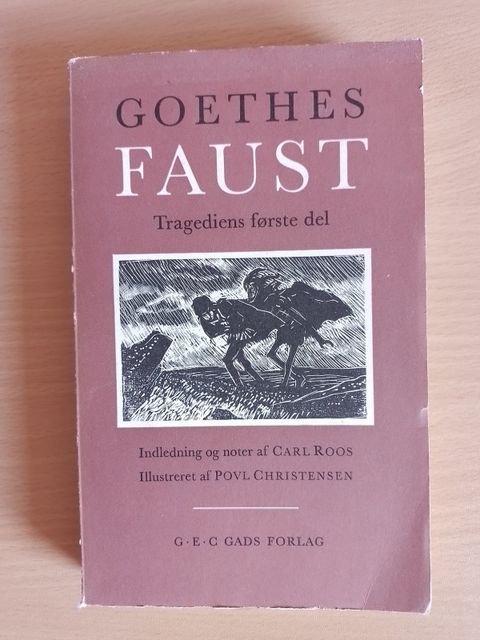 GOETHES
FAUST
Tragediens første del
Indledning og noter af CARL ROOS
Illustreret af POVL CHRISTENSEN
G·E·C GADS FORLAG